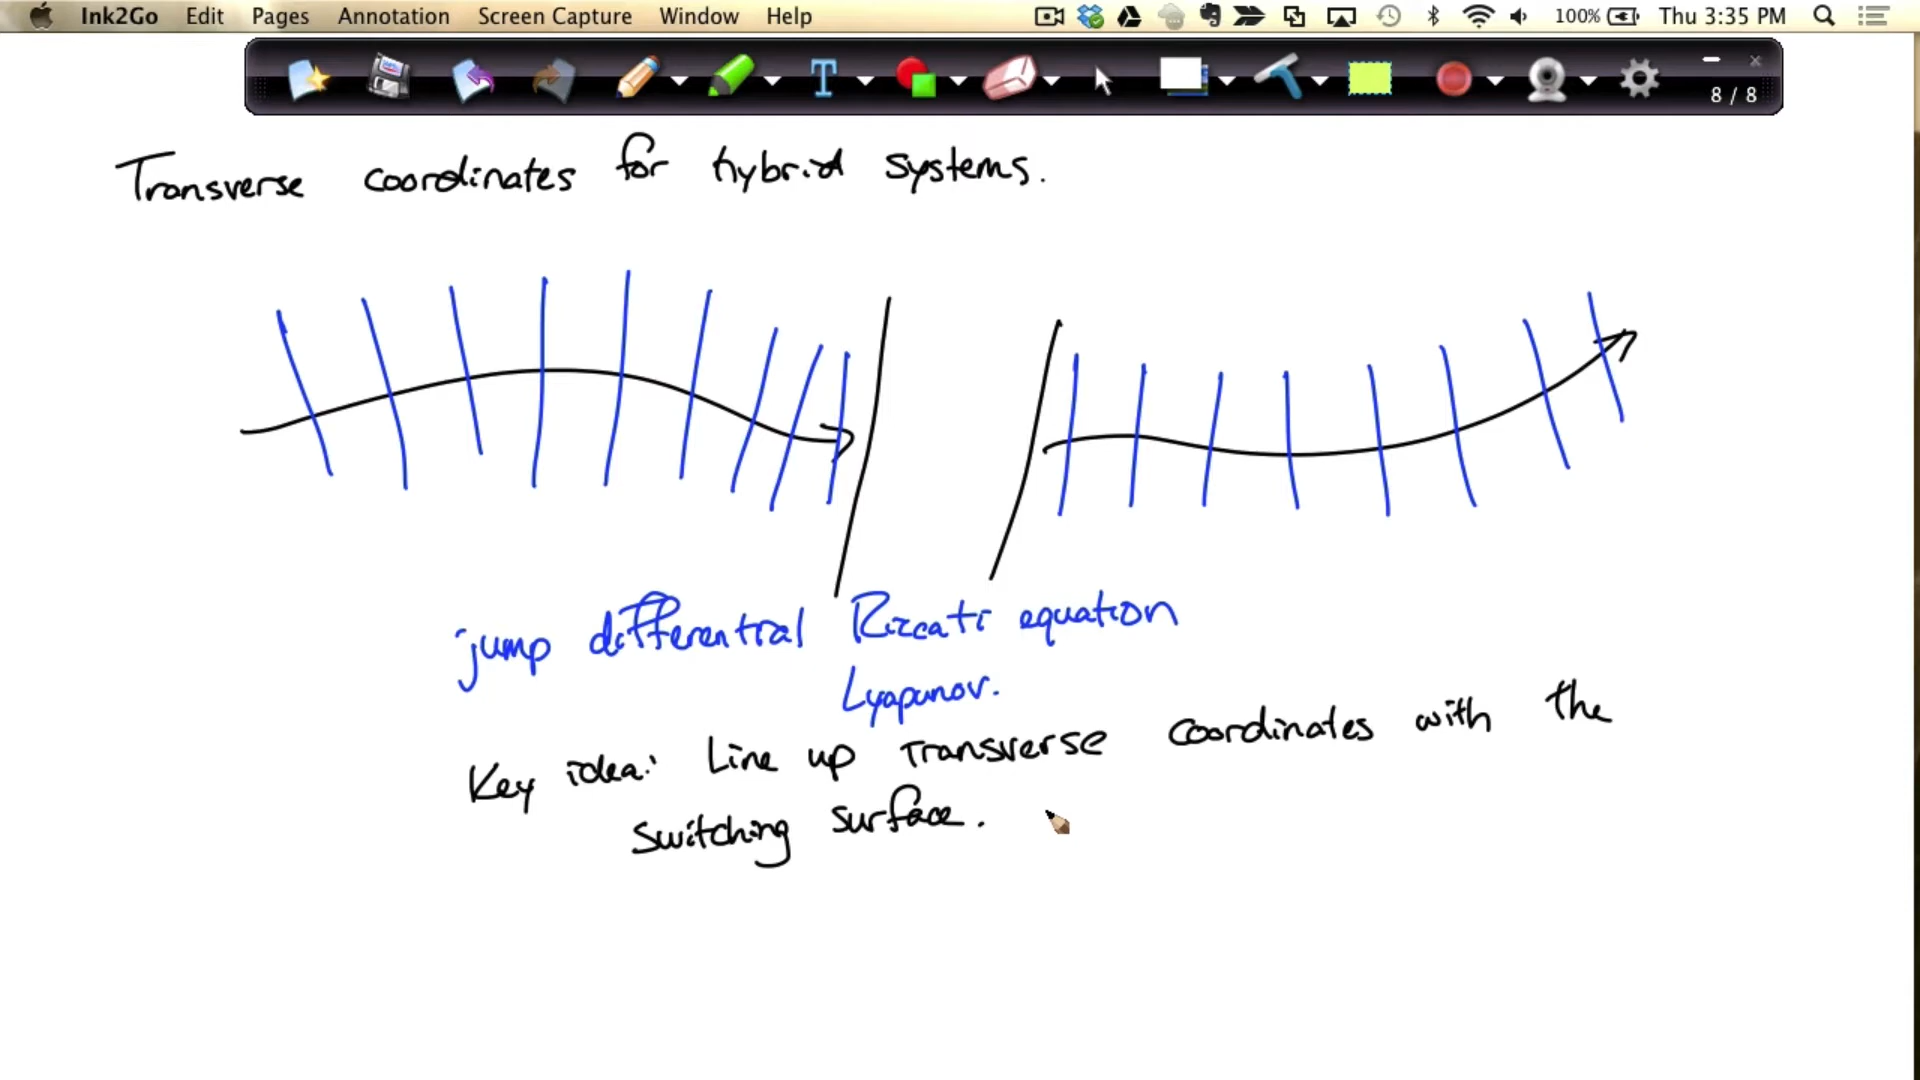 Ink2Go Edit Pages Annotation Screen Capture Window Help 100% Thu 3:35 PM
8 / 8
Transverse coordinates for hybrid systems.
jump differential Riccati equation
Lyapunov.
Key idea: Line up transverse coordinates with the
switching surface.